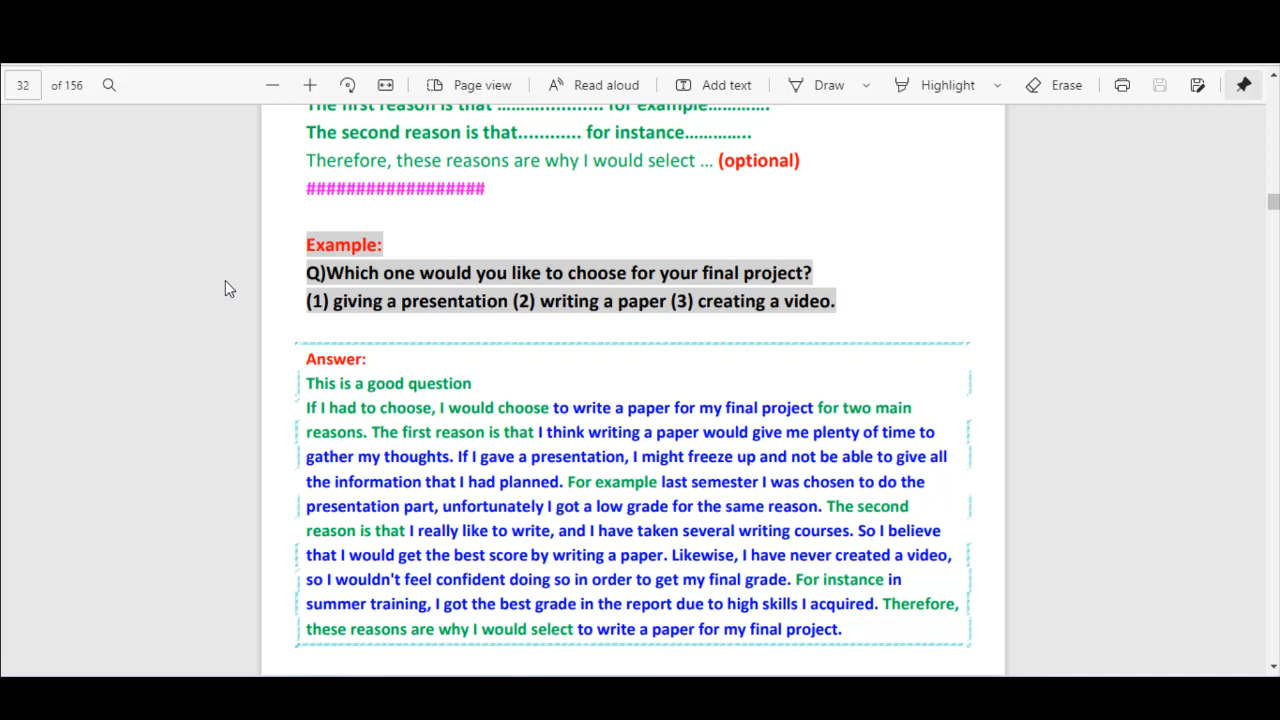 32 of 156 Page view Read aloud Add text Draw Highlight Erase
The first reason is that ………............ for example………….
The second reason is that............ for instance…………..
Therefore, these reasons are why I would select … (optional)
##################
Example:
Q)Which one would you like to choose for your final project?
(1) giving a presentation (2) writing a paper (3) creating a video.
Answer:
This is a good question
If I had to choose, I would choose to write a paper for my final project for two main
reasons. The first reason is that I think writing a paper would give me plenty of time to
gather my thoughts. If I gave a presentation, I might freeze up and not be able to give all
the information that I had planned. For example last semester I was chosen to do the
presentation part, unfortunately I got a low grade for the same reason. The second
reason is that I really like to write, and I have taken several writing courses. So I believe
that I would get the best score by writing a paper. Likewise, I have never created a video,
so I wouldn't feel confident doing so in order to get my final grade. For instance in
summer training, I got the best grade in the report due to high skills I acquired. Therefore,
these reasons are why I would select to write a paper for my final project.